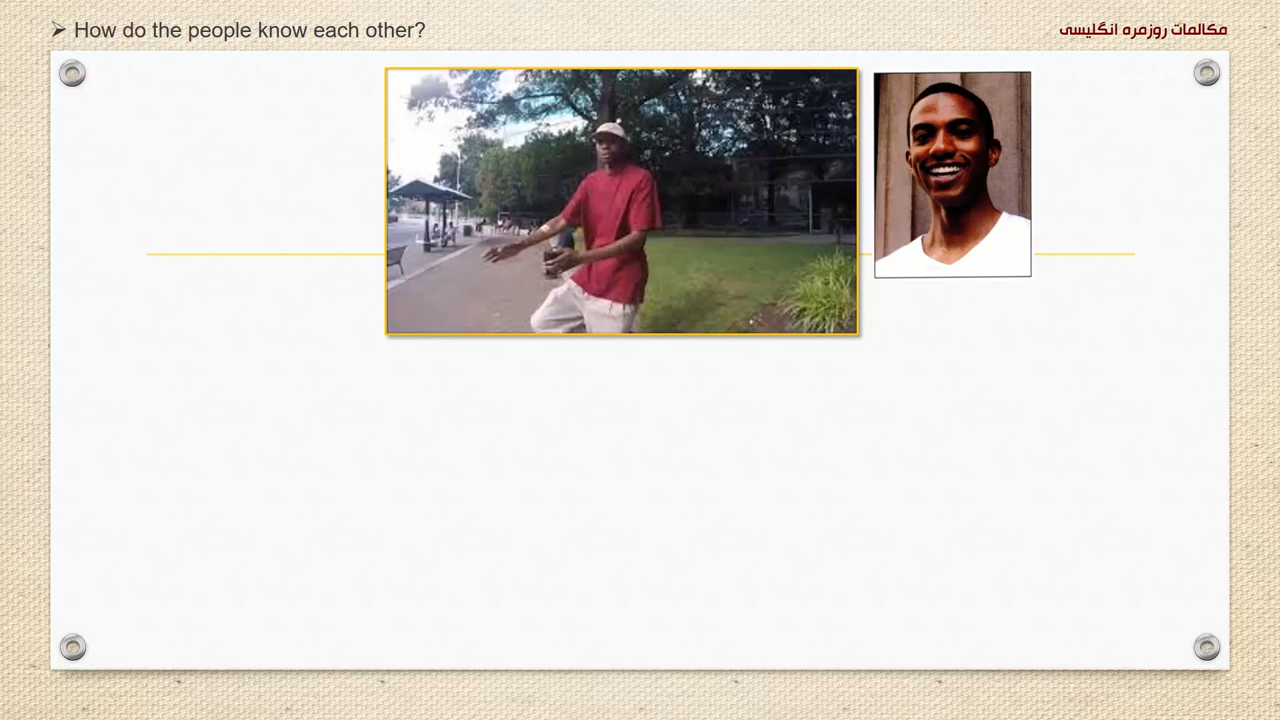 How do the people know each other?
مکالمات روزمره انگلیسی